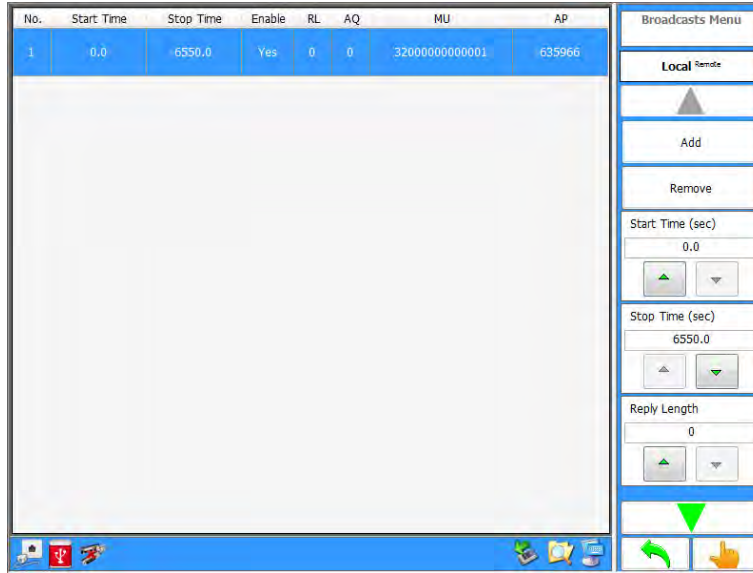 No. Start Time Stop Time Enable RL AQ MU AP
1 0.0 6550.0 Yes 0 0 32000000000001 635966
Broadcasts Menu
Local Remote
Add
Remove
Start Time (sec)
0.0
Stop Time (sec)
6550.0
Reply Length
0